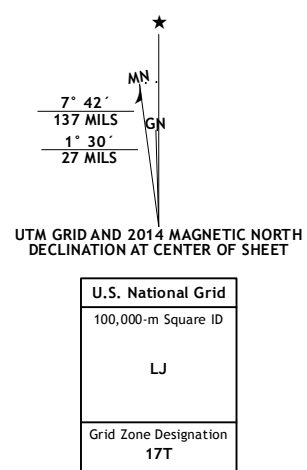 ★
MN
7° 42´
137 MILS
GN
1° 30´
27 MILS
UTM GRID AND 2014 MAGNETIC NORTH
DECLINATION AT CENTER OF SHEET
U.S. National Grid
100,000-m Square ID
LJ
Grid Zone Designation
17T